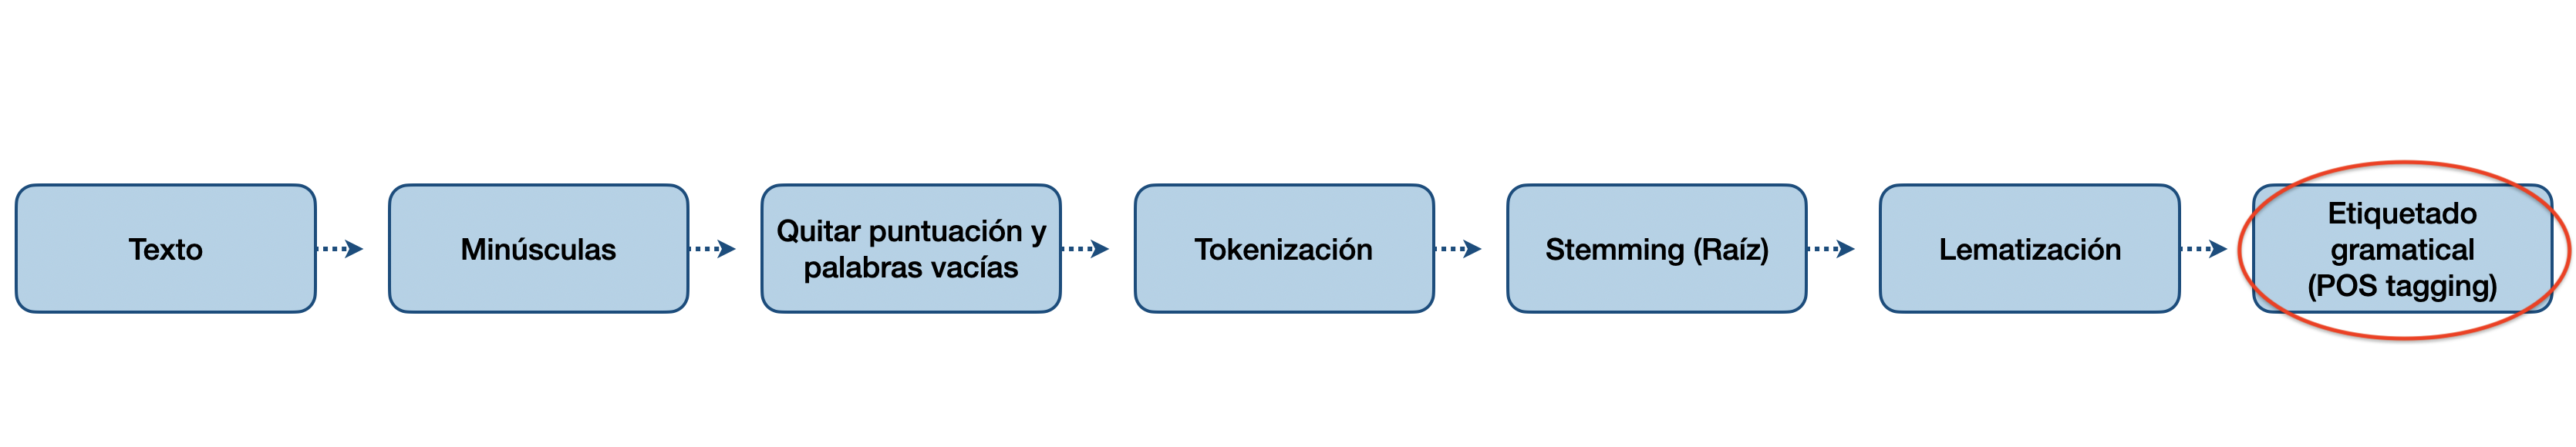 Texto
Minúsculas
Quitar puntuación y
palabras vacías
Tokenización
Stemming (Raíz)
Lematización
Etiquetado
gramatical
(POS tagging)